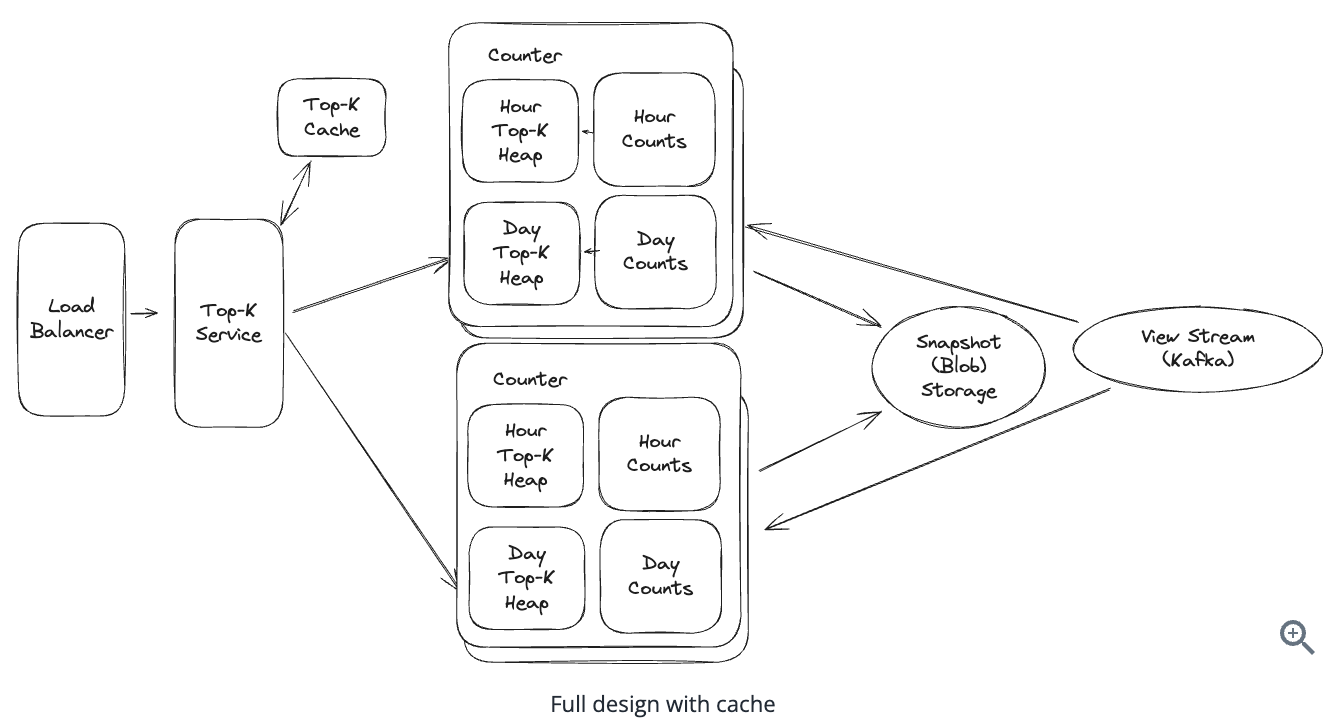 Counter
Top-K
Cache
Hour
Top-K
Heap
Hour
Counts
Day
Top-K
Heap
Day
Counts
Load
Balancer
Top-K
Service
Snapshot
(Blob)
Storage
View Stream
(Kafka)
Counter
Hour
Top-K
Heap
Hour
Counts
Day
Top-K
Heap
Day
Counts
Full design with cache